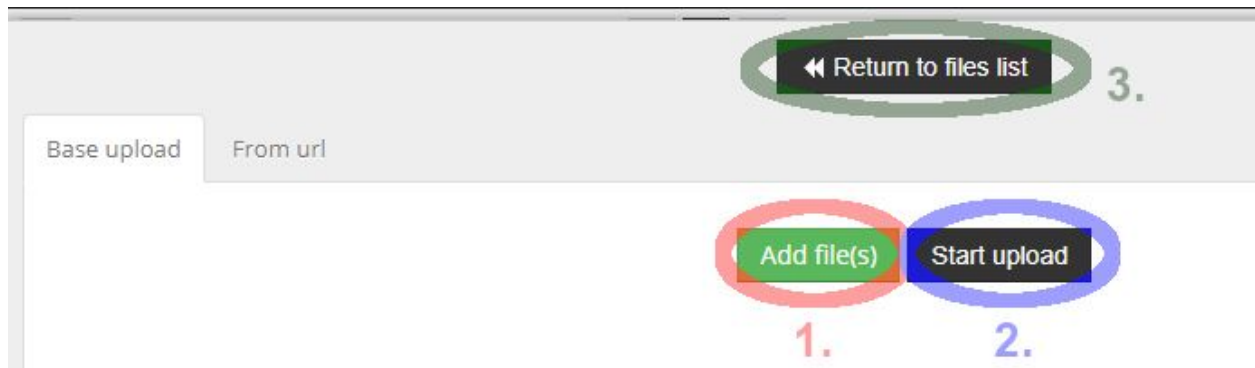 Return to files list
3.
Base upload From url
Add file(s) Start upload
1. 2.